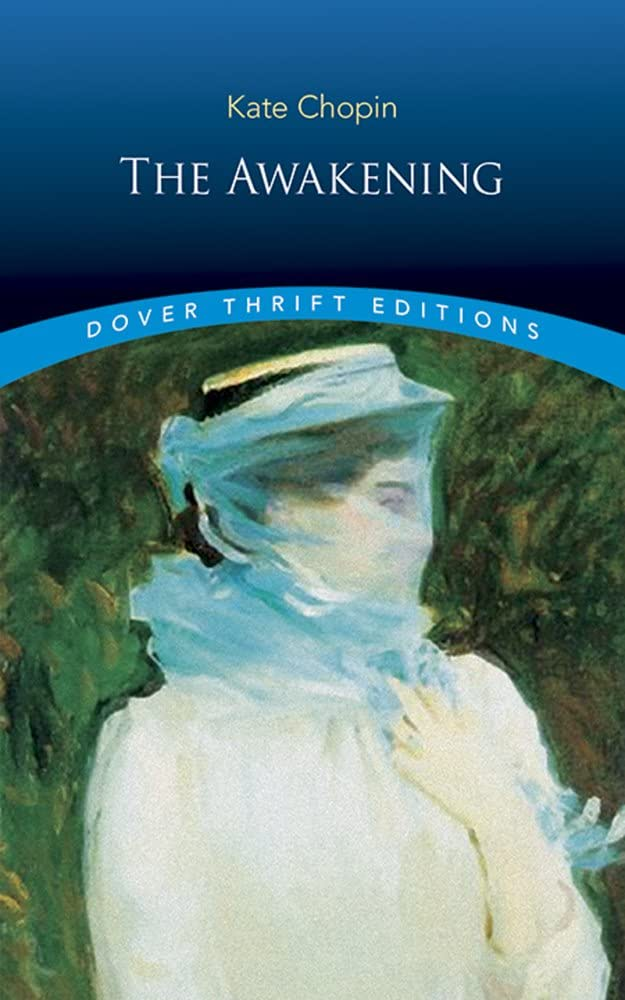 Kate Chopin
THE AWAKENING
DOVER THRIFT EDITIONS